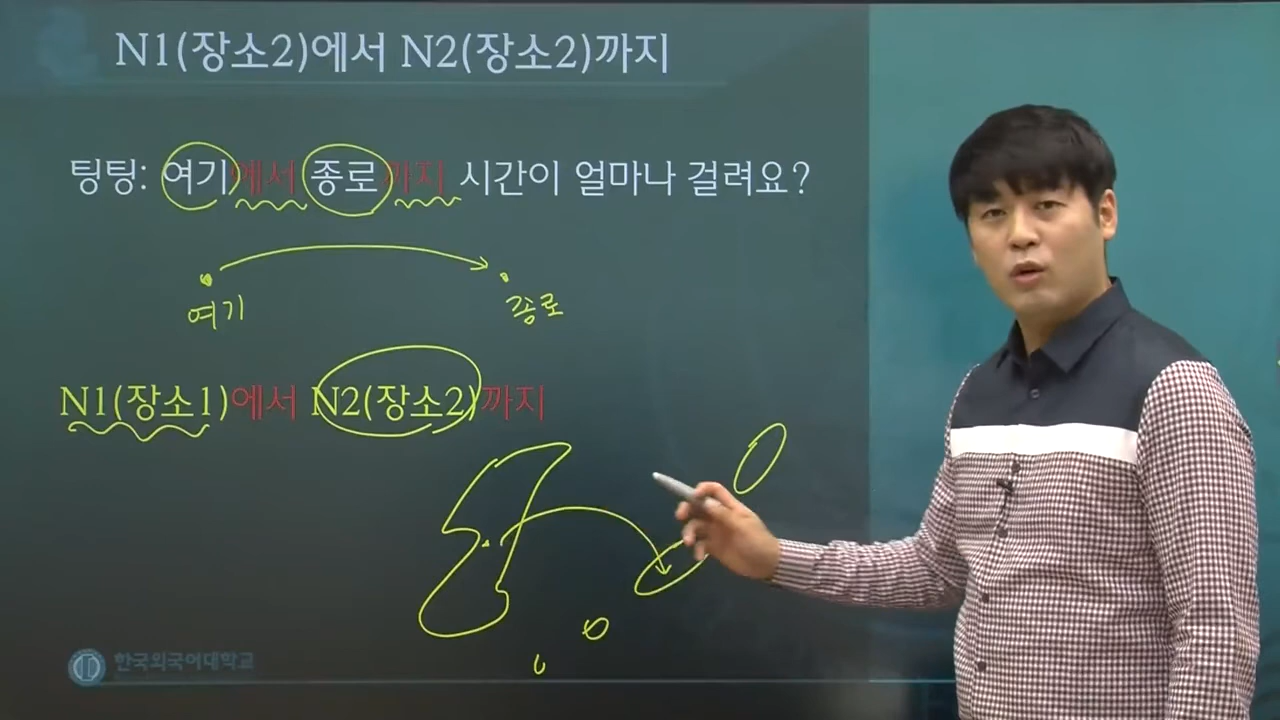 N1(장소2)에서 N2(장소2)까지
팅팅: 여기에서 종로까지 시간이 얼마나 걸려요?
여기 종로
N1(장소1)에서 N2(장소2)까지
한국외국어대학교